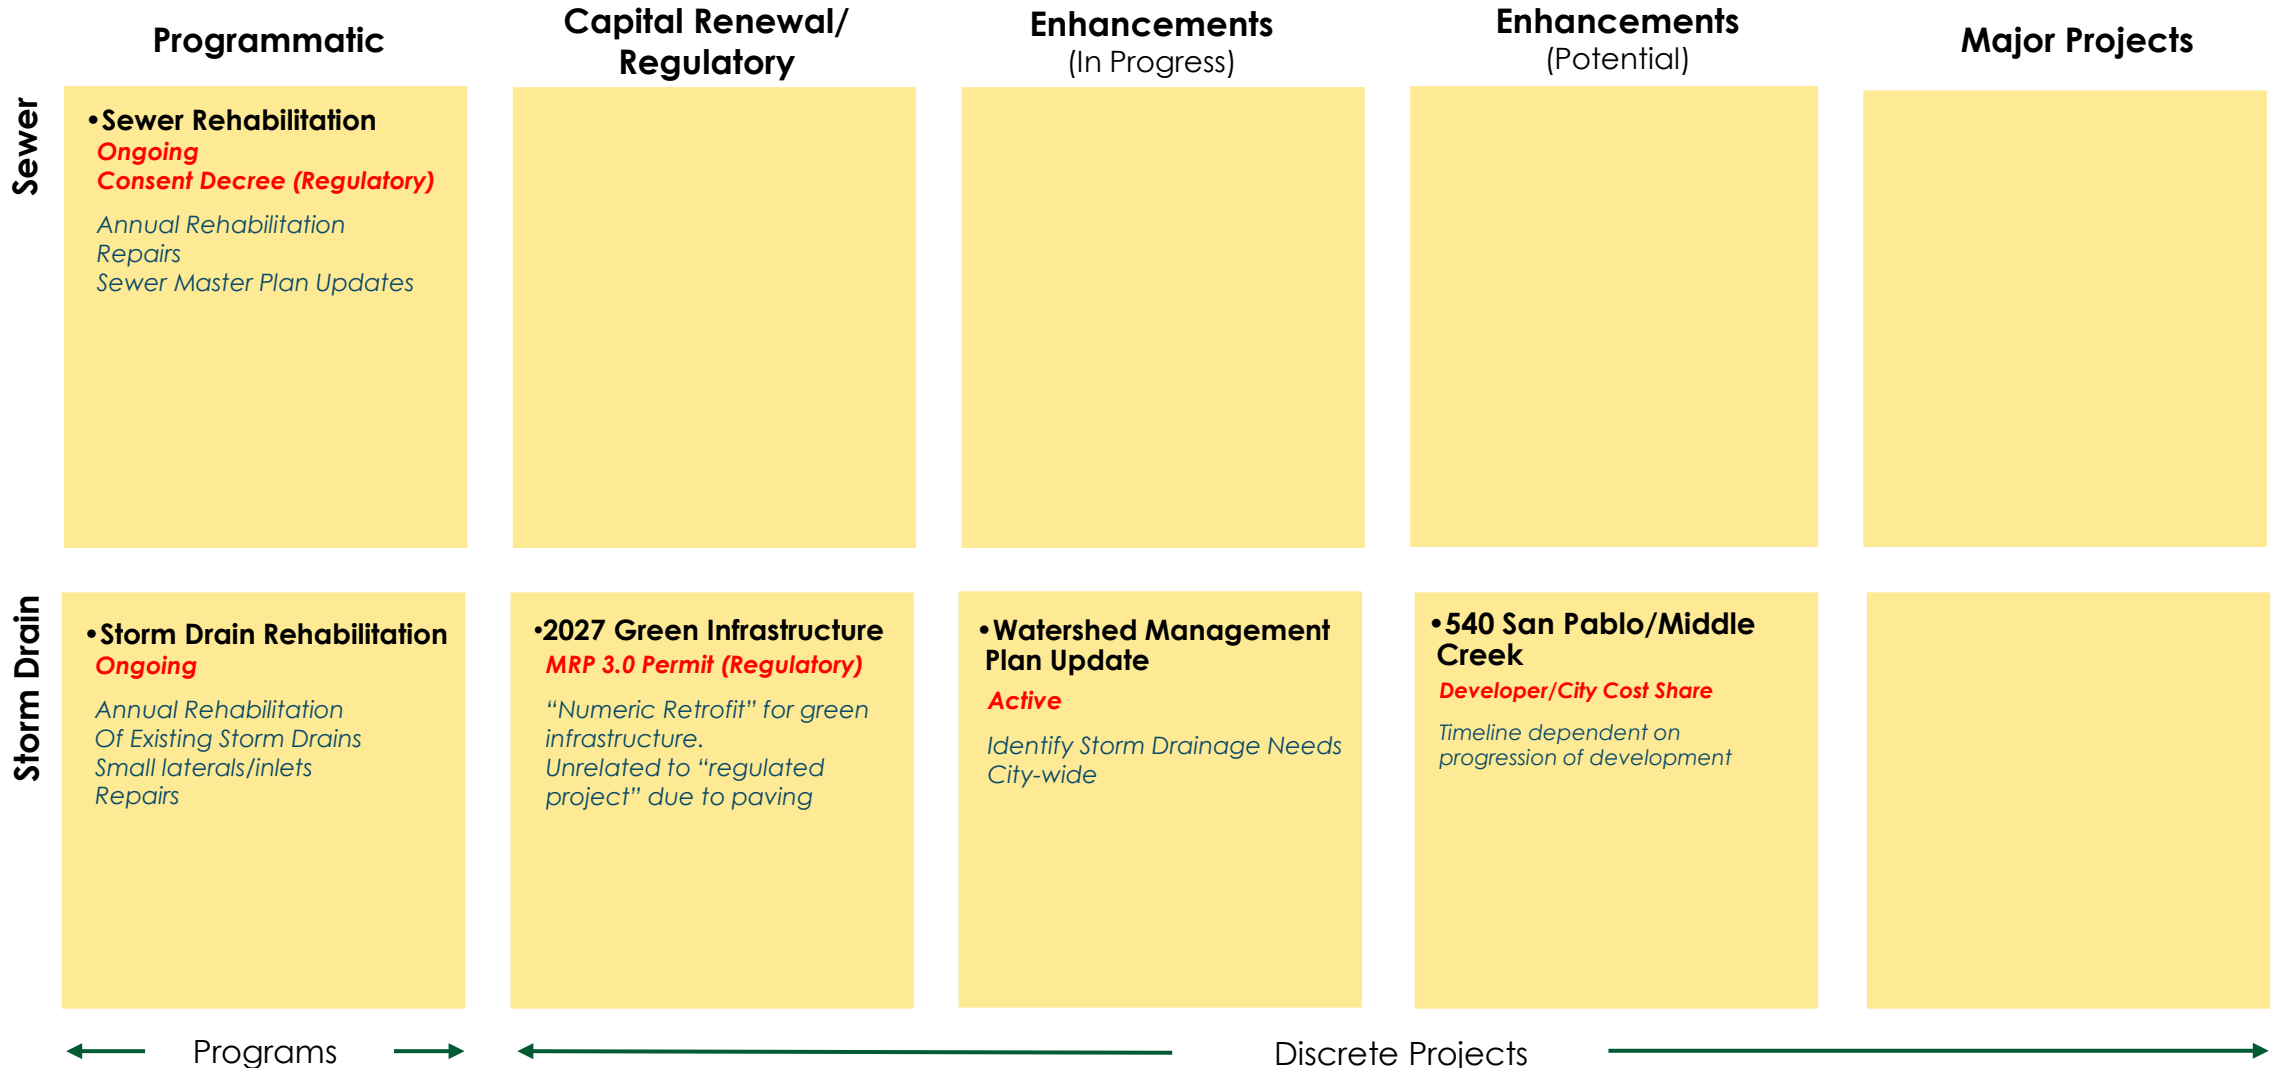 Programmatic
Capital Renewal/
Regulatory
Enhancements
(In Progress)
Enhancements
(Potential)
Major Projects
Sewer
•Sewer Rehabilitation
Ongoing
Consent Decree (Regulatory)
Annual Rehabilitation
Repairs
Sewer Master Plan Updates
Storm Drain
•Storm Drain Rehabilitation
Ongoing
Annual Rehabilitation
Of Existing Storm Drains
Small laterals/inlets
Repairs
•2027 Green Infrastructure
MRP 3.0 Permit (Regulatory)
“Numeric Retrofit” for green
infrastructure.
Unrelated to “regulated
project” due to paving
•Watershed Management
Plan Update
Active
Identify Storm Drainage Needs
City-wide
•540 San Pablo/Middle
Creek
Developer/City Cost Share
Timeline dependent on
progression of development
Programs
Discrete Projects